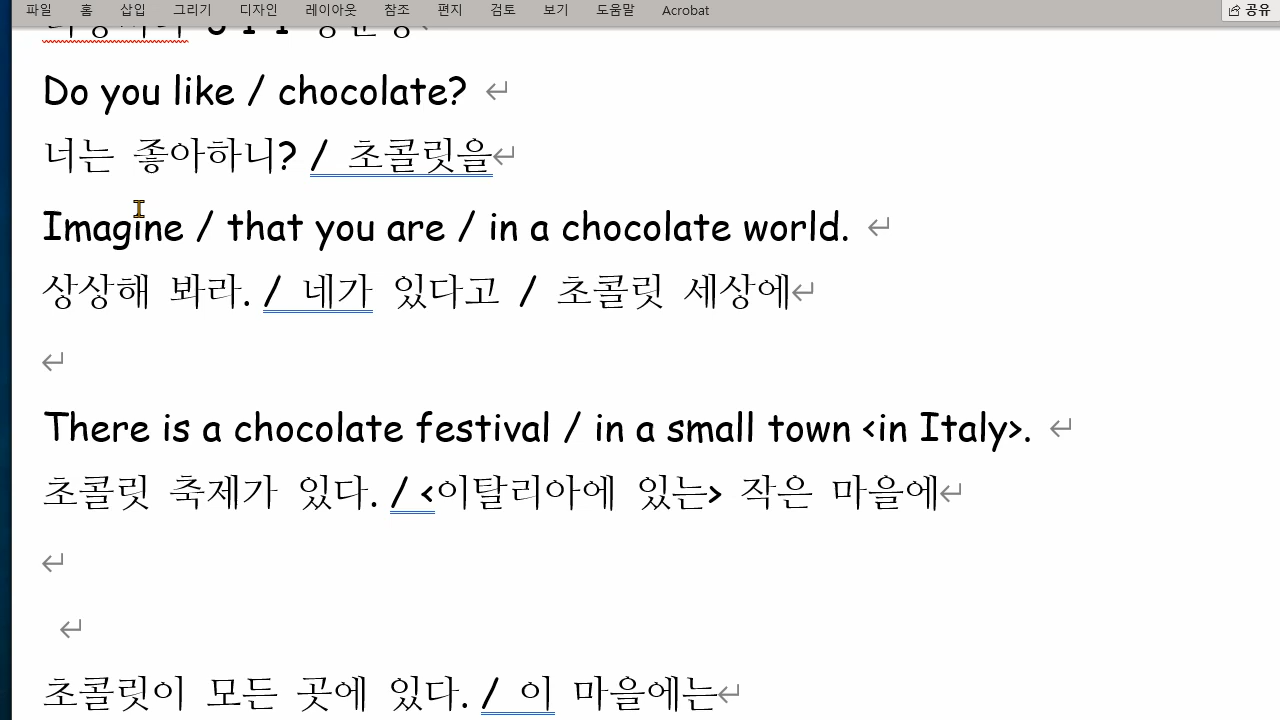 파일 홈 삽입 그리기 디자인 레이아웃 참조 편지 검토 보기 도움말 Acrobat 공유
Do you like / chocolate?
너는 좋아하니? / 초콜릿을
Imagine / that you are / in a chocolate world.
상상해 봐라. / 네가 있다고 / 초콜릿 세상에
There is a chocolate festival / in a small town <in Italy>.
초콜릿 축제가 있다. / <이탈리아에 있는> 작은 마을에
초콜릿이 모든 곳에 있다. / 이 마을에는